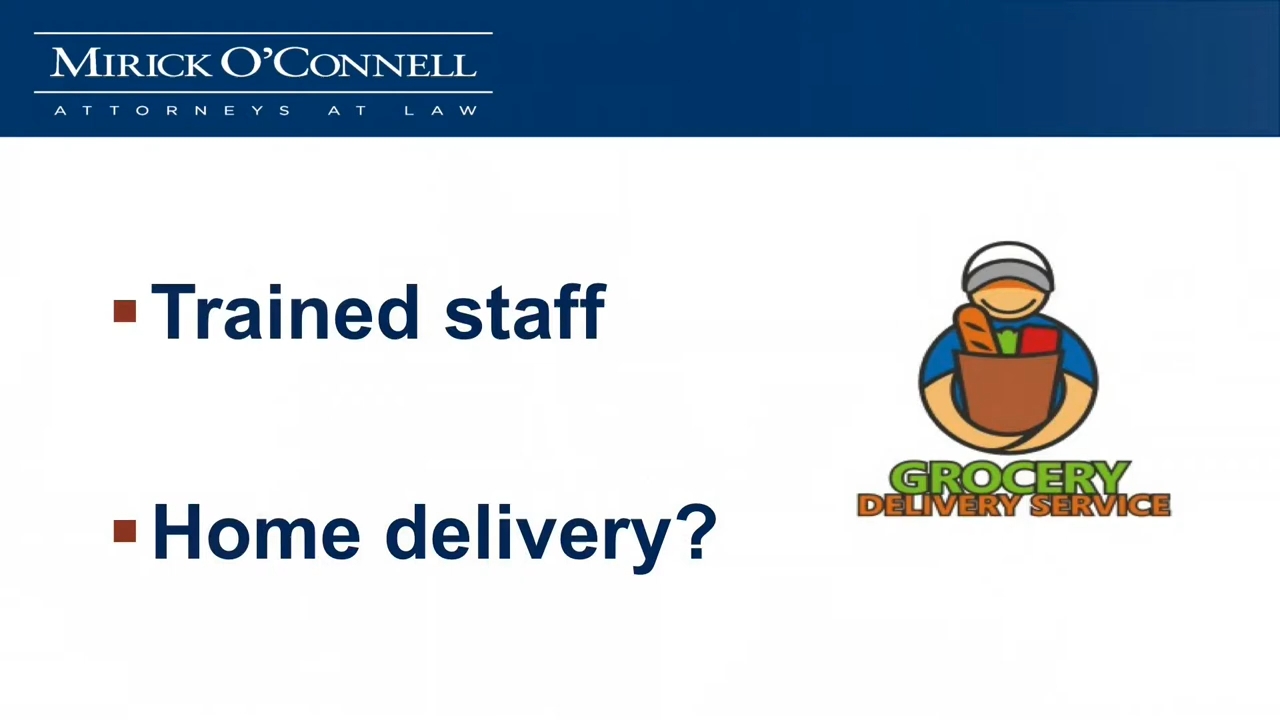 MIRICK O'CONNELL
ATTORNEYS AT LAW
Trained staff
Home delivery?
GROCERY
DELIVERY SERVICE